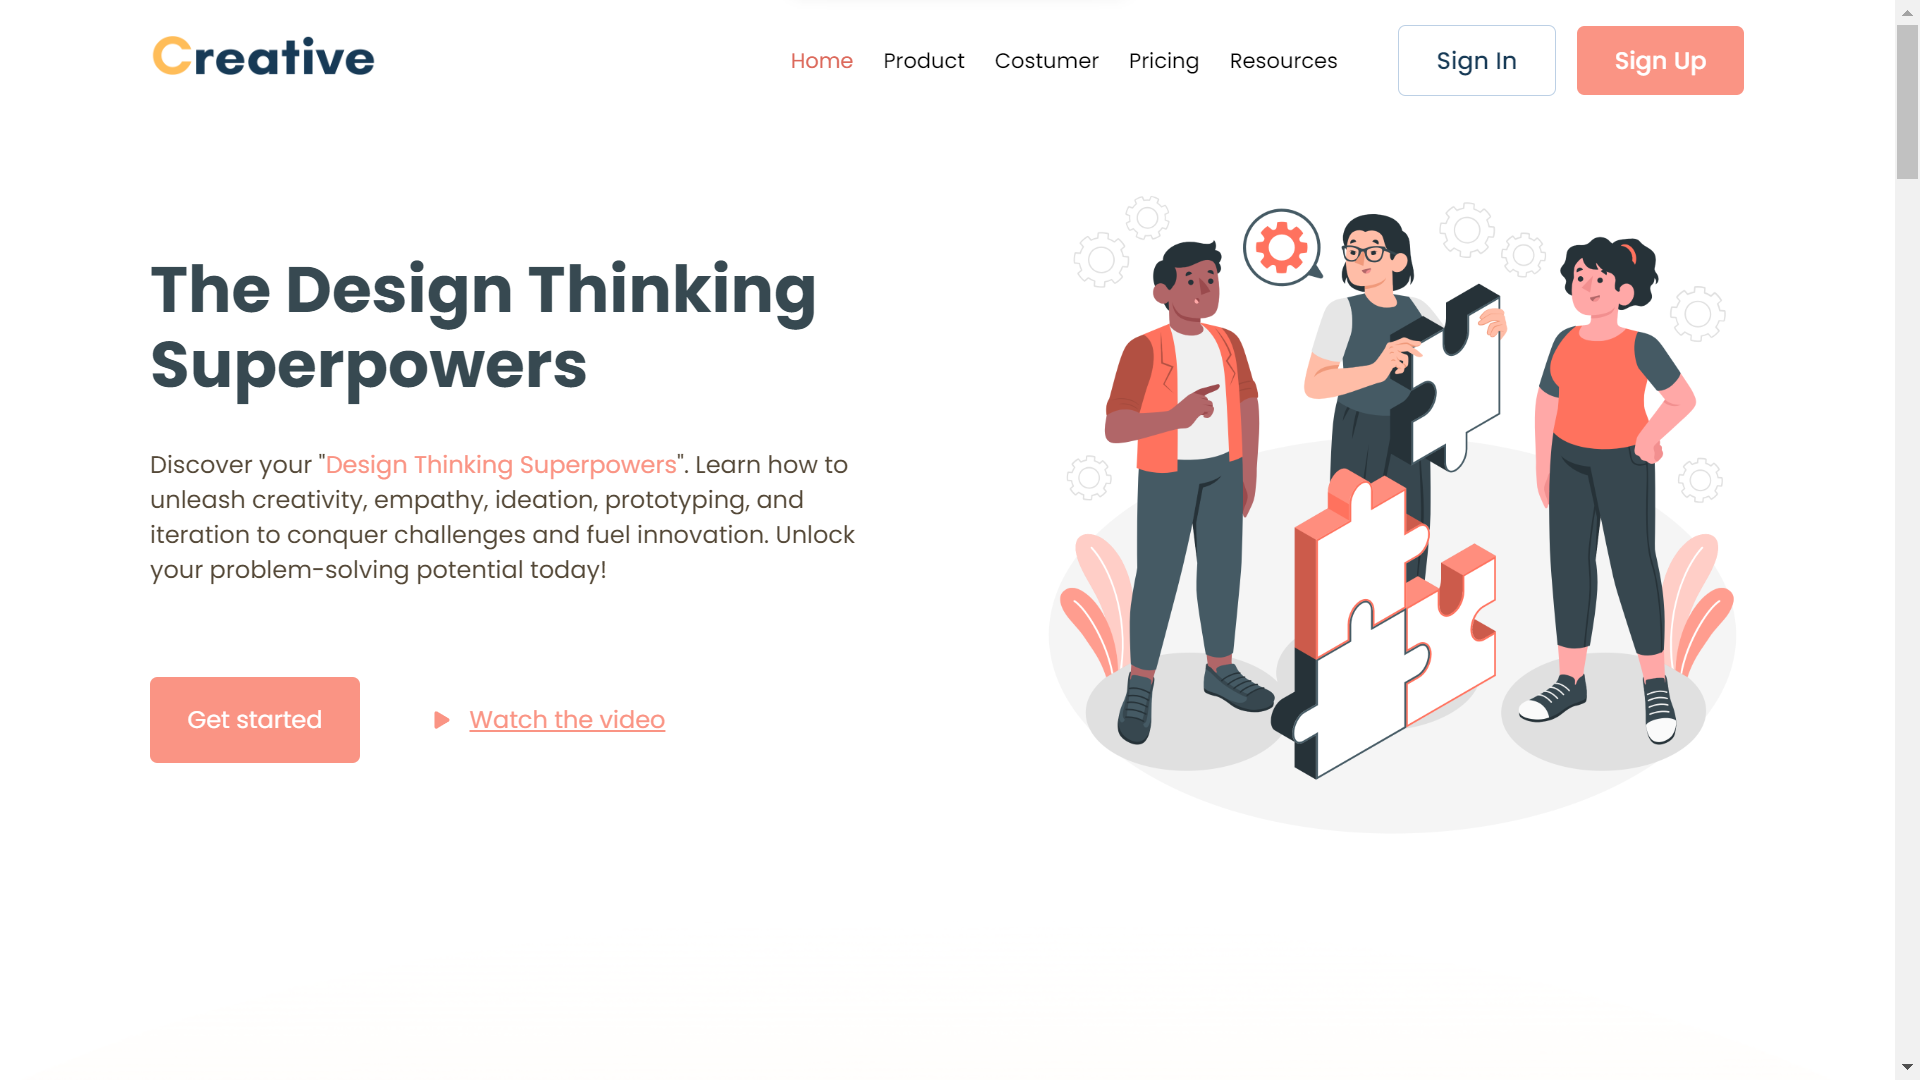 Creative
Home Product Costumer Pricing Resources Sign In Sign Up
The Design Thinking
Superpowers
Discover your "Design Thinking Superpowers". Learn how to
unleash creativity, empathy, ideation, prototyping, and
iteration to conquer challenges and fuel innovation. Unlock
your problem-solving potential today!
Get started Watch the video